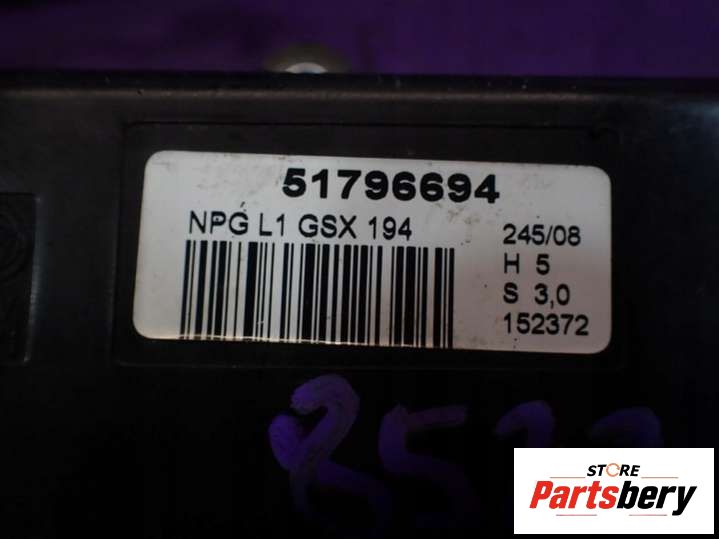 51796694
NPG L1 GSX 194
245/08
H 5
S 3,0
152372
STORE
Partsbery